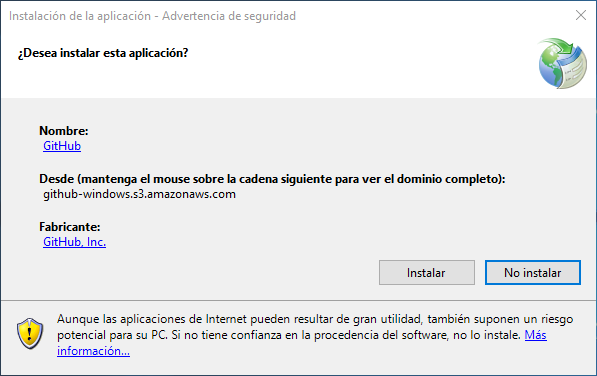 Instalación de la aplicación - Advertencia de seguridad
¿Desea instalar esta aplicación?
Nombre:
GitHub
Desde (mantenga el mouse sobre la cadena siguiente para ver el dominio completo):
github-windows.s3.amazonaws.com
Fabricante:
GitHub, Inc.
Instalar No instalar
Aunque las aplicaciones de Internet pueden resultar de gran utilidad, también suponen un riesgo
potencial para su PC. Si no tiene confianza en la procedencia del software, no lo instale. Más
información...